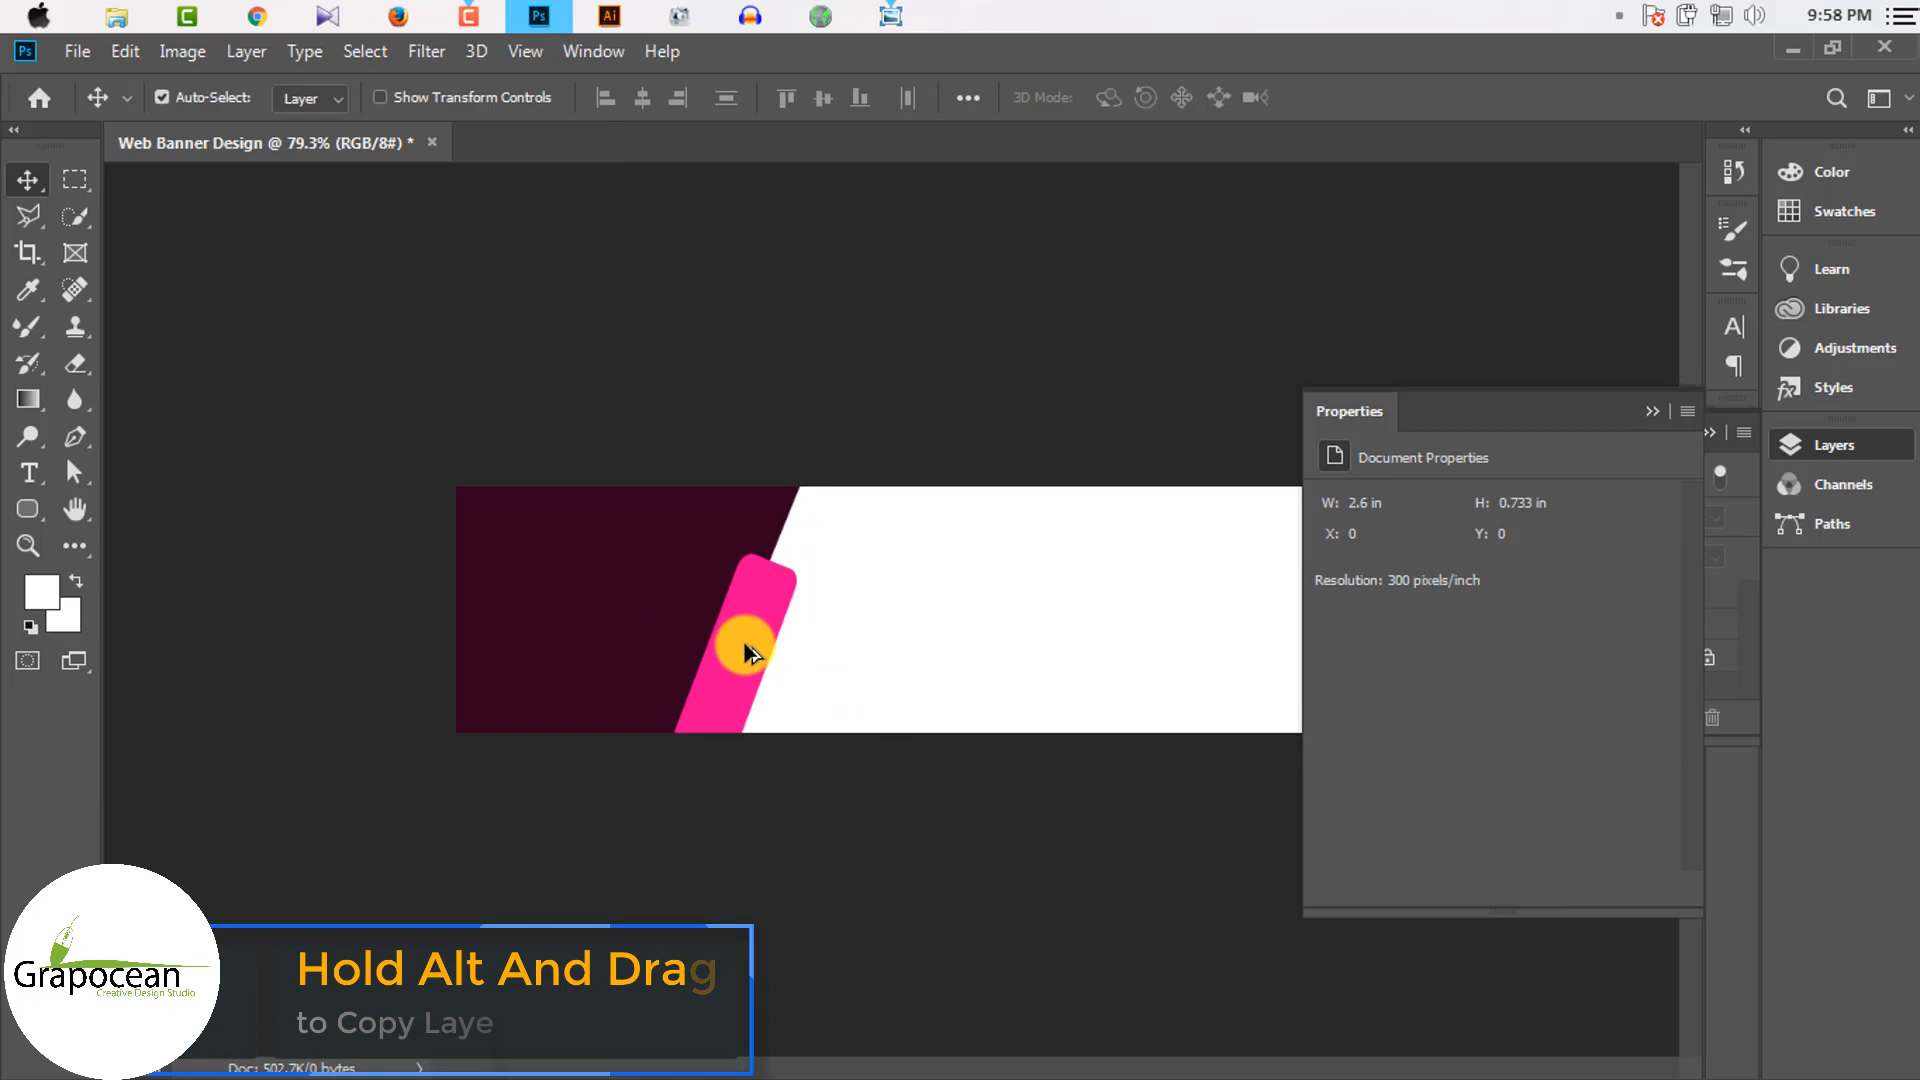 9:58 PM
Ps
Ai
Ps File Edit Image Layer Type Select Filter 3D View Window Help
Auto-Select: Layer Show Transform Controls 3D Mode:
Web Banner Design @ 79.3% (RGB/8#) *
Color
Swatches
Learn
Libraries
Adjustments
Styles
Layers
Channels
Paths
Properties
Document Properties
W: 2.6 in H: 0.733 in
X: 0 Y: 0
Resolution: 300 pixels/inch
Grapocean
Creative Design Studio
Hold Alt And Drag
to Copy Laye
Doc: 502.7K/0 bytes